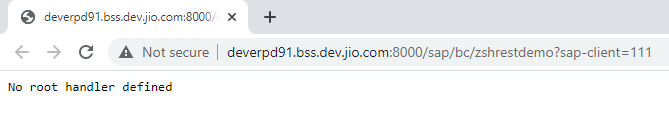 deverpd91.bss.dev.jio.com:8000/
Not secure deverpd91.bss.dev.jio.com:8000/sap/bc/zshrestdemo?sap-client=111
No root handler defined